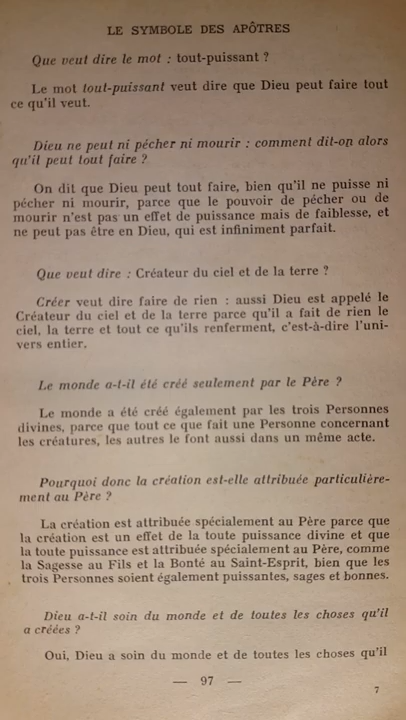 LE SYMBOLE DES APÔTRES
Que veut dire le mot : tout-puissant ?
Le mot tout-puissant veut dire que Dieu peut faire tout
ce qu'il veut.
Dieu ne peut ni pécher ni mourir : comment dit-on alors
qu'il peut tout faire ?
On dit que Dieu peut tout faire, bien qu'il ne puisse ni
pécher ni mourir, parce que le pouvoir de pécher ou de
mourir n'est pas un effet de puissance mais de faiblesse, et
ne peut pas être en Dieu, qui est infiniment parfait.
Que veut dire : Créateur du ciel et de la terre ?
Créer veut dire faire de rien : aussi Dieu est appelé le
Créateur du ciel et de la terre parce qu'il a fait de rien le
ciel, la terre et tout ce qu'ils renferment, c'est-à-dire l'uni-
vers entier.
Le monde a-t-il été créé seulement par le Père ?
Le monde a été créé également par les trois Personnes
divines, parce que tout ce que fait une Personne concernant
les créatures, les autres le font aussi dans un même acte.
Pourquoi donc la création est-elle attribuée particulière-
ment au Père ?
La création est attribuée spécialement au Père parce que
la création est un effet de la toute puissance divine et que
la toute puissance est attribuée spécialement au Père, comme
la Sagesse au Fils et la Bonté au Saint-Esprit, bien que les
trois Personnes soient également puissantes, sages et bonnes.
Dieu a-t-il soin du monde et de toutes les choses qu'il
a créées ?
Oui, Dieu a soin du monde et de toutes les choses qu'il
— 97 —
7